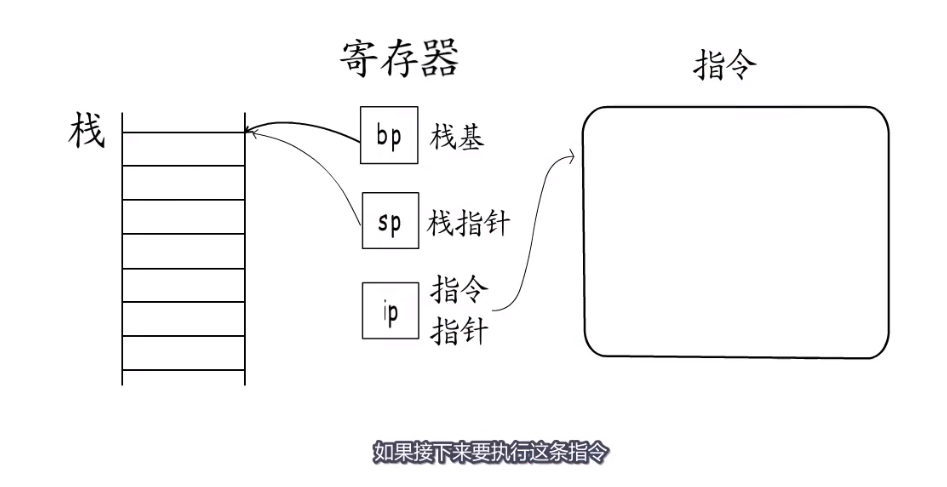 寄存器
指令
栈
bp 栈基
sp 栈指针
ip 指令
指针
如果接下来要执行这条指令